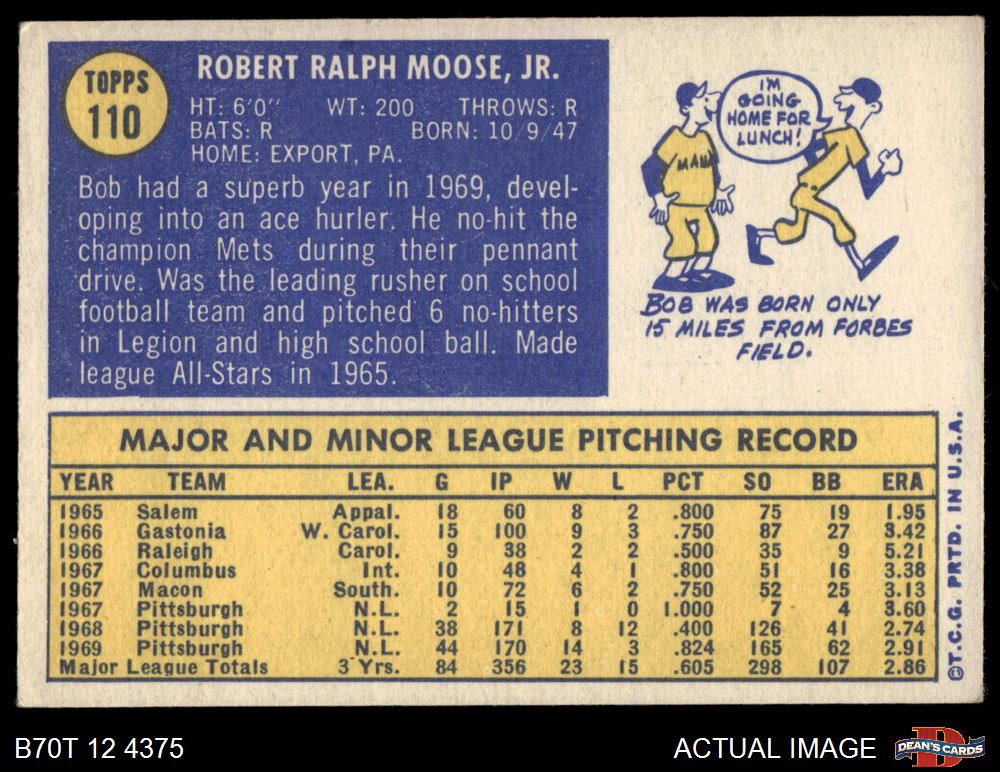 TOPPS
110
ROBERT RALPH MOOSE, JR.
HT: 6'0" WT: 200 THROWS: R
BATS: R BORN: 10 9 47
HOME: EXPORT, PA.
Bob had a superb year in 1969, devel-
oping into an ace hurler. He no-hit the
champion Mets during their pennant
drive. Was the leading rusher on school
football team and pitched 6 no-hitters
in Legion and high school ball. Made
league All-Stars in 1965.
I'M
GOING
HOME FOR
LUNCH!
BOB WAS BORN ONLY
15 MILES FROM FORBES
FIELD.
MAJOR AND MINOR LEAGUE PITCHING RECORD
YEAR TEAM LEA. G IP W L PCT SO BB ERA
1965 Salem Appal. 18 60 8 2 .800 75 19 1.95
1966 Gastonia W. Carol. 15 100 9 3 .750 87 27 3.42
1966 Raleigh Carol. 9 38 2 2 .500 35 9 5.21
1967 Columbus Int. 10 48 4 1 .800 51 16 3.38
1967 Macon South. 10 72 6 2 .750 52 25 3.13
1967 Pittsburgh N.L. 2 15 1 0 1.000 7 4 3.60
1968 Pittsburgh N.L. 38 171 8 12 .400 126 41 2.74
1969 Pittsburgh N.L. 44 170 14 3 .824 165 62 2.91
Major League Totals 3 Yrs. 84 356 23 15 .605 298 107 2.86
©T.C.G. PRTD. IN U.S.A.
B70T 12 4375
ACTUAL IMAGE
DEAN'S CARDS